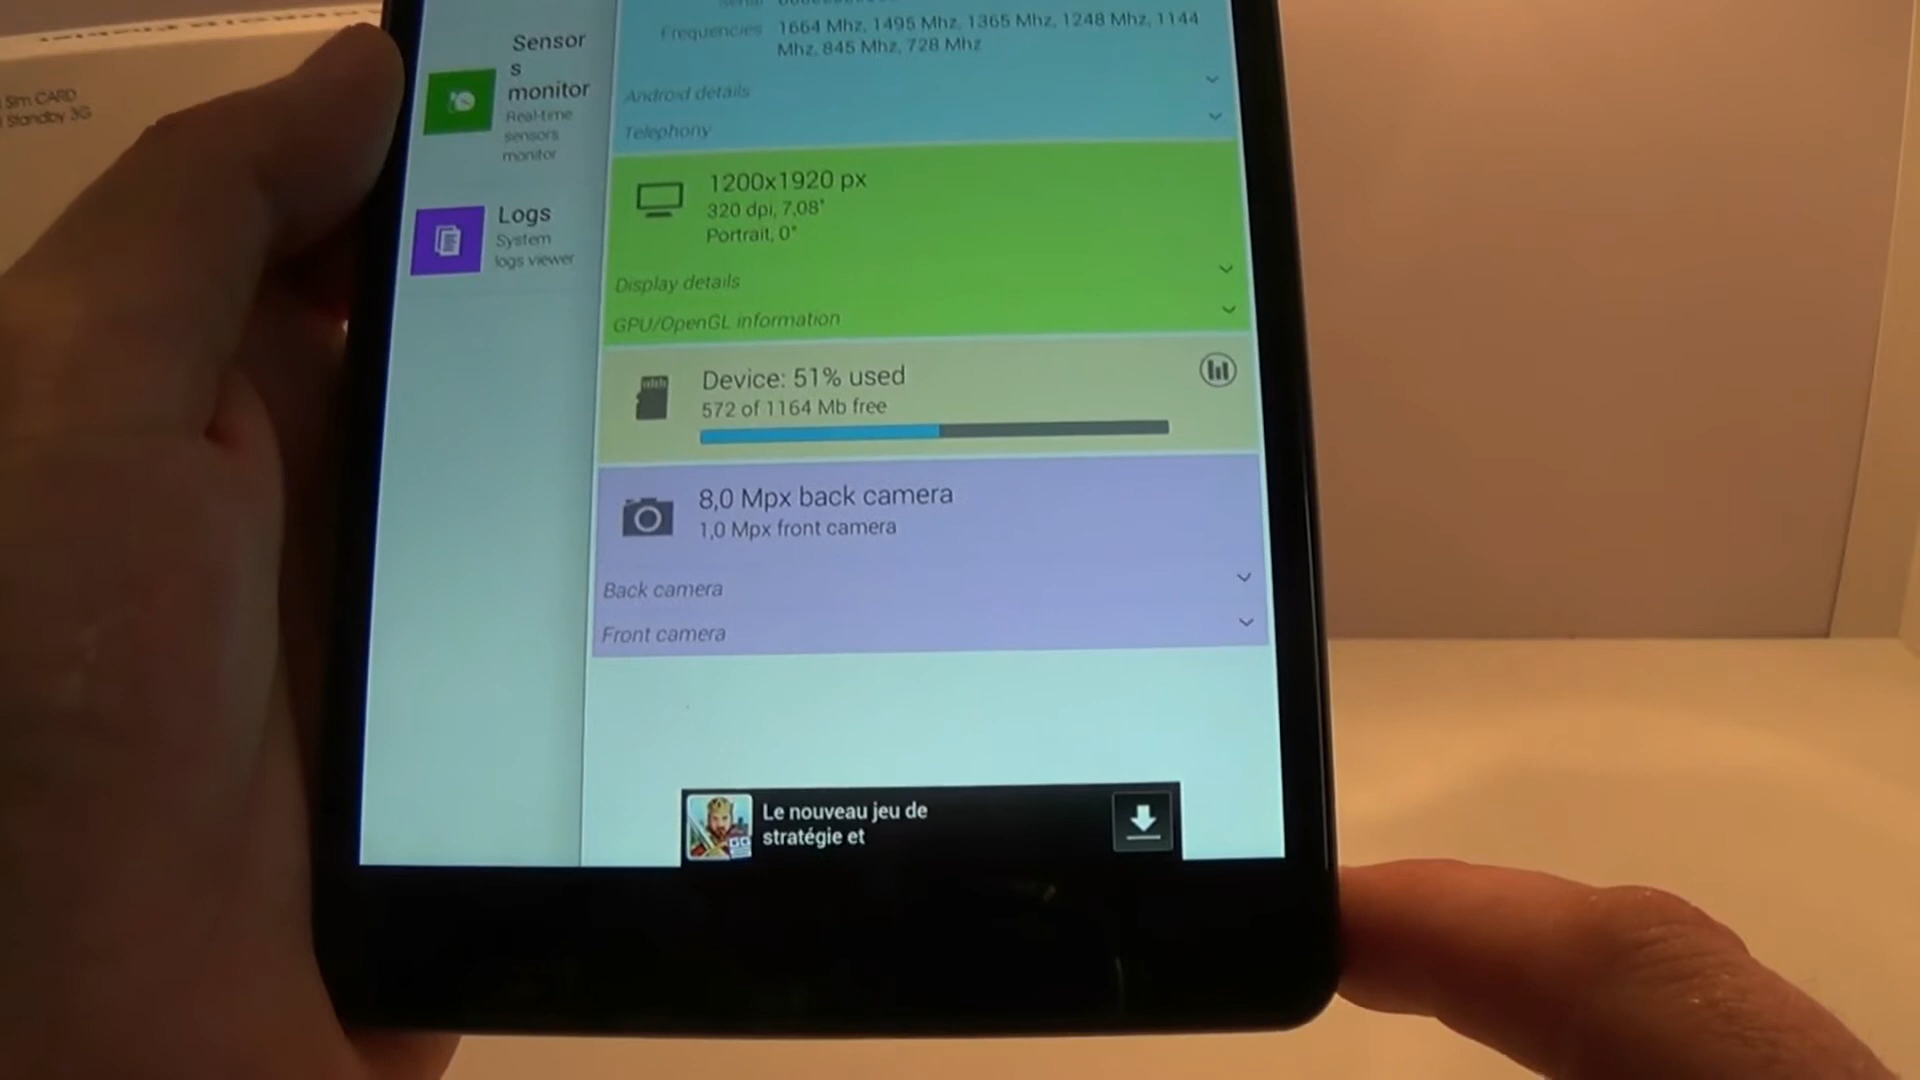 Sim CARD
Standby 3G
Sensor
s
monitor
Real-time
sensors
monitor
Logs
System
logs viewer
Serial
Frequencies 1664 Mhz, 1495 Mhz, 1365 Mhz, 1248 Mhz, 1144
Mhz, 845 Mhz, 728 Mhz
Android details
Telephony
1200x1920 px
320 dpi, 7,08"
Portrait, 0°
Display details
GPU/OpenGL information
Device: 51% used
572 of 1164 Mb free
8,0 Mpx back camera
1,0 Mpx front camera
Back camera
Front camera
Le nouveau jeu de
stratégie et